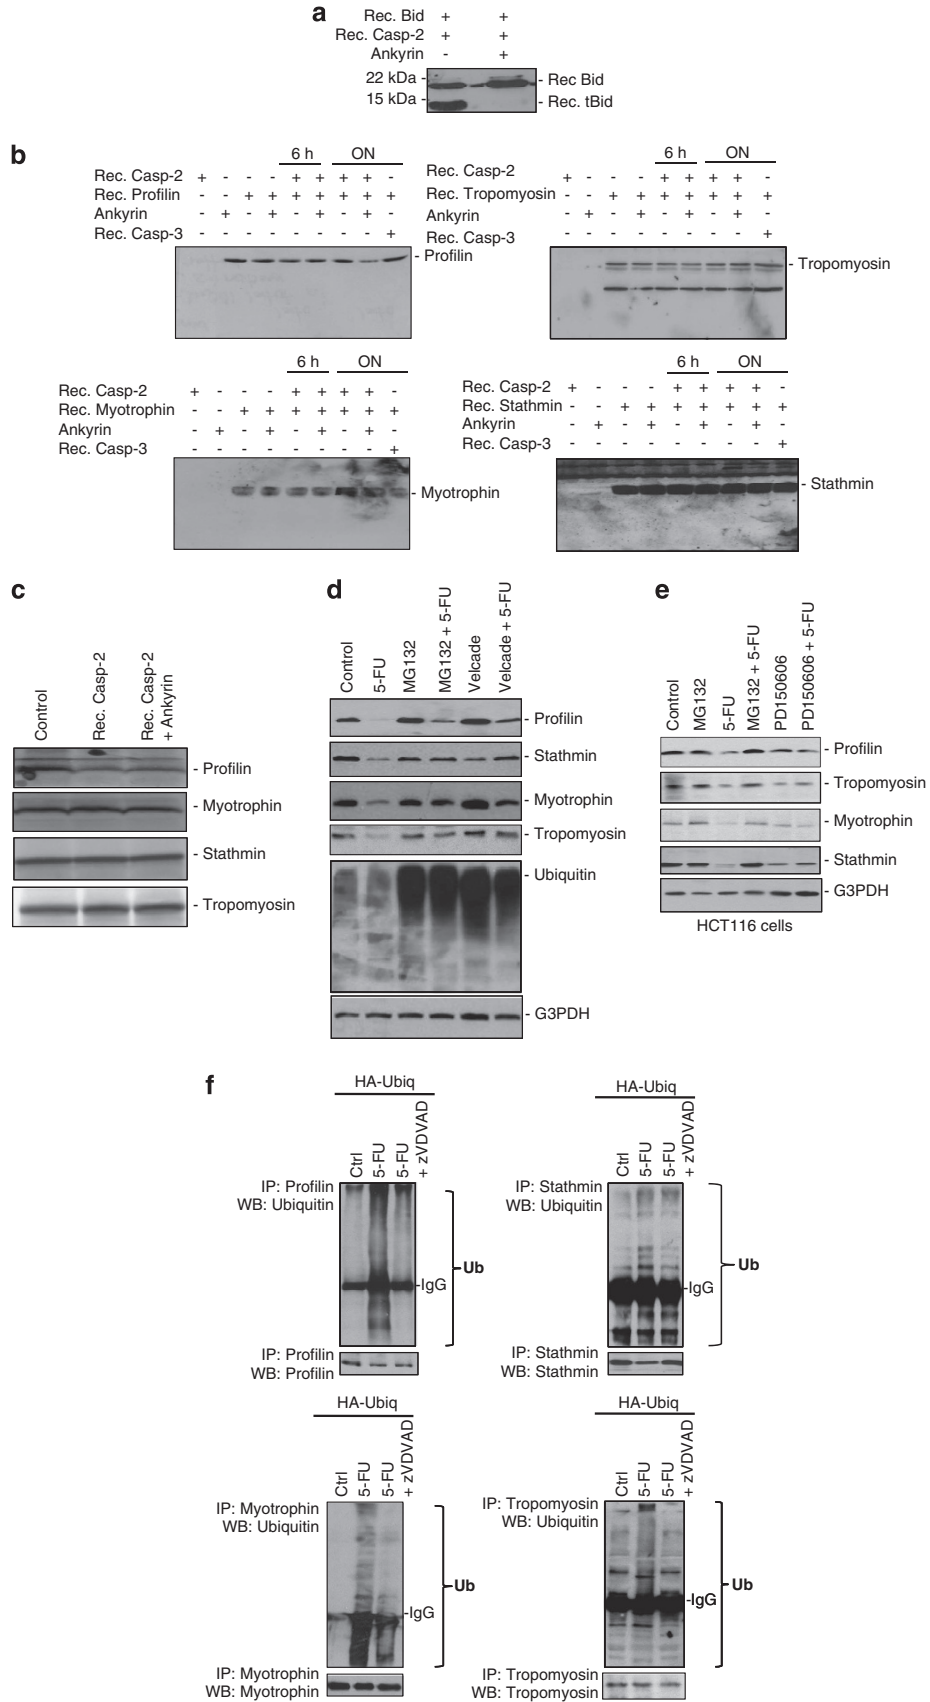 a
Rec. Bid + +
Rec. Casp-2 + +
Ankyrin - +
22 kDa - - Rec Bid
15 kDa - - Rec. tBid
b
6 h ON
Rec. Casp-2 + - - - + + + + -
Rec. Profilin - - + + + + + + +
Ankyrin - + - + - + - + -
Rec. Casp-3 - - - - - - - - +
- Profilin
6 h ON
Rec. Casp-2 + - - - + + + + -
Rec. Tropomyosin - - + + + + + + +
Ankyrin - + - + - + - + -
Rec. Casp-3 - - - - - - - - +
- Tropomyosin
6 h ON
Rec. Casp-2 + - - - + + + + -
Rec. Myotrophin - - + + + + + + +
Ankyrin - + - + - + - + -
Rec. Casp-3 - - - - - - - - +
- Myotrophin
6 h ON
Rec. Casp-2 + - - - + + + + -
Rec. Stathmin - - + + + + + + +
Ankyrin - + - + - + - + -
Rec. Casp-3 - - - - - - - - +
- Stathmin
c
Control
Rec. Casp-2
Rec. Casp-2
+ Ankyrin
- Profilin
- Myotrophin
- Stathmin
- Tropomyosin
d
Control
5-FU
MG132
MG132 + 5-FU
Velcade
Velcade + 5-FU
- Profilin
- Stathmin
- Myotrophin
- Tropomyosin
- Ubiquitin
- G3PDH
e
Control
MG132
5-FU
MG132 + 5-FU
PD150606
PD150606 + 5-FU
- Profilin
- Tropomyosin
- Myotrophin
- Stathmin
- G3PDH
HCT116 cells
f
HA-Ubiq
Ctrl
5-FU
5-FU
+ zVDVAD
IP: Profilin
WB: Ubiquitin
-IgG
Ub
IP: Profilin
WB: Profilin
HA-Ubiq
Ctrl
5-FU
5-FU
+ zVDVAD
IP: Stathmin
WB: Ubiquitin
-IgG
Ub
IP: Stathmin
WB: Stathmin
HA-Ubiq
Ctrl
5-FU
5-FU
+ zVDVAD
IP: Myotrophin
WB: Ubiquitin
-IgG
Ub
IP: Myotrophin
WB: Myotrophin
HA-Ubiq
Ctrl
5-FU
5-FU
+ zVDVAD
IP: Tropomyosin
WB: Ubiquitin
-IgG
Ub
IP: Tropomyosin
WB: Tropomyosin